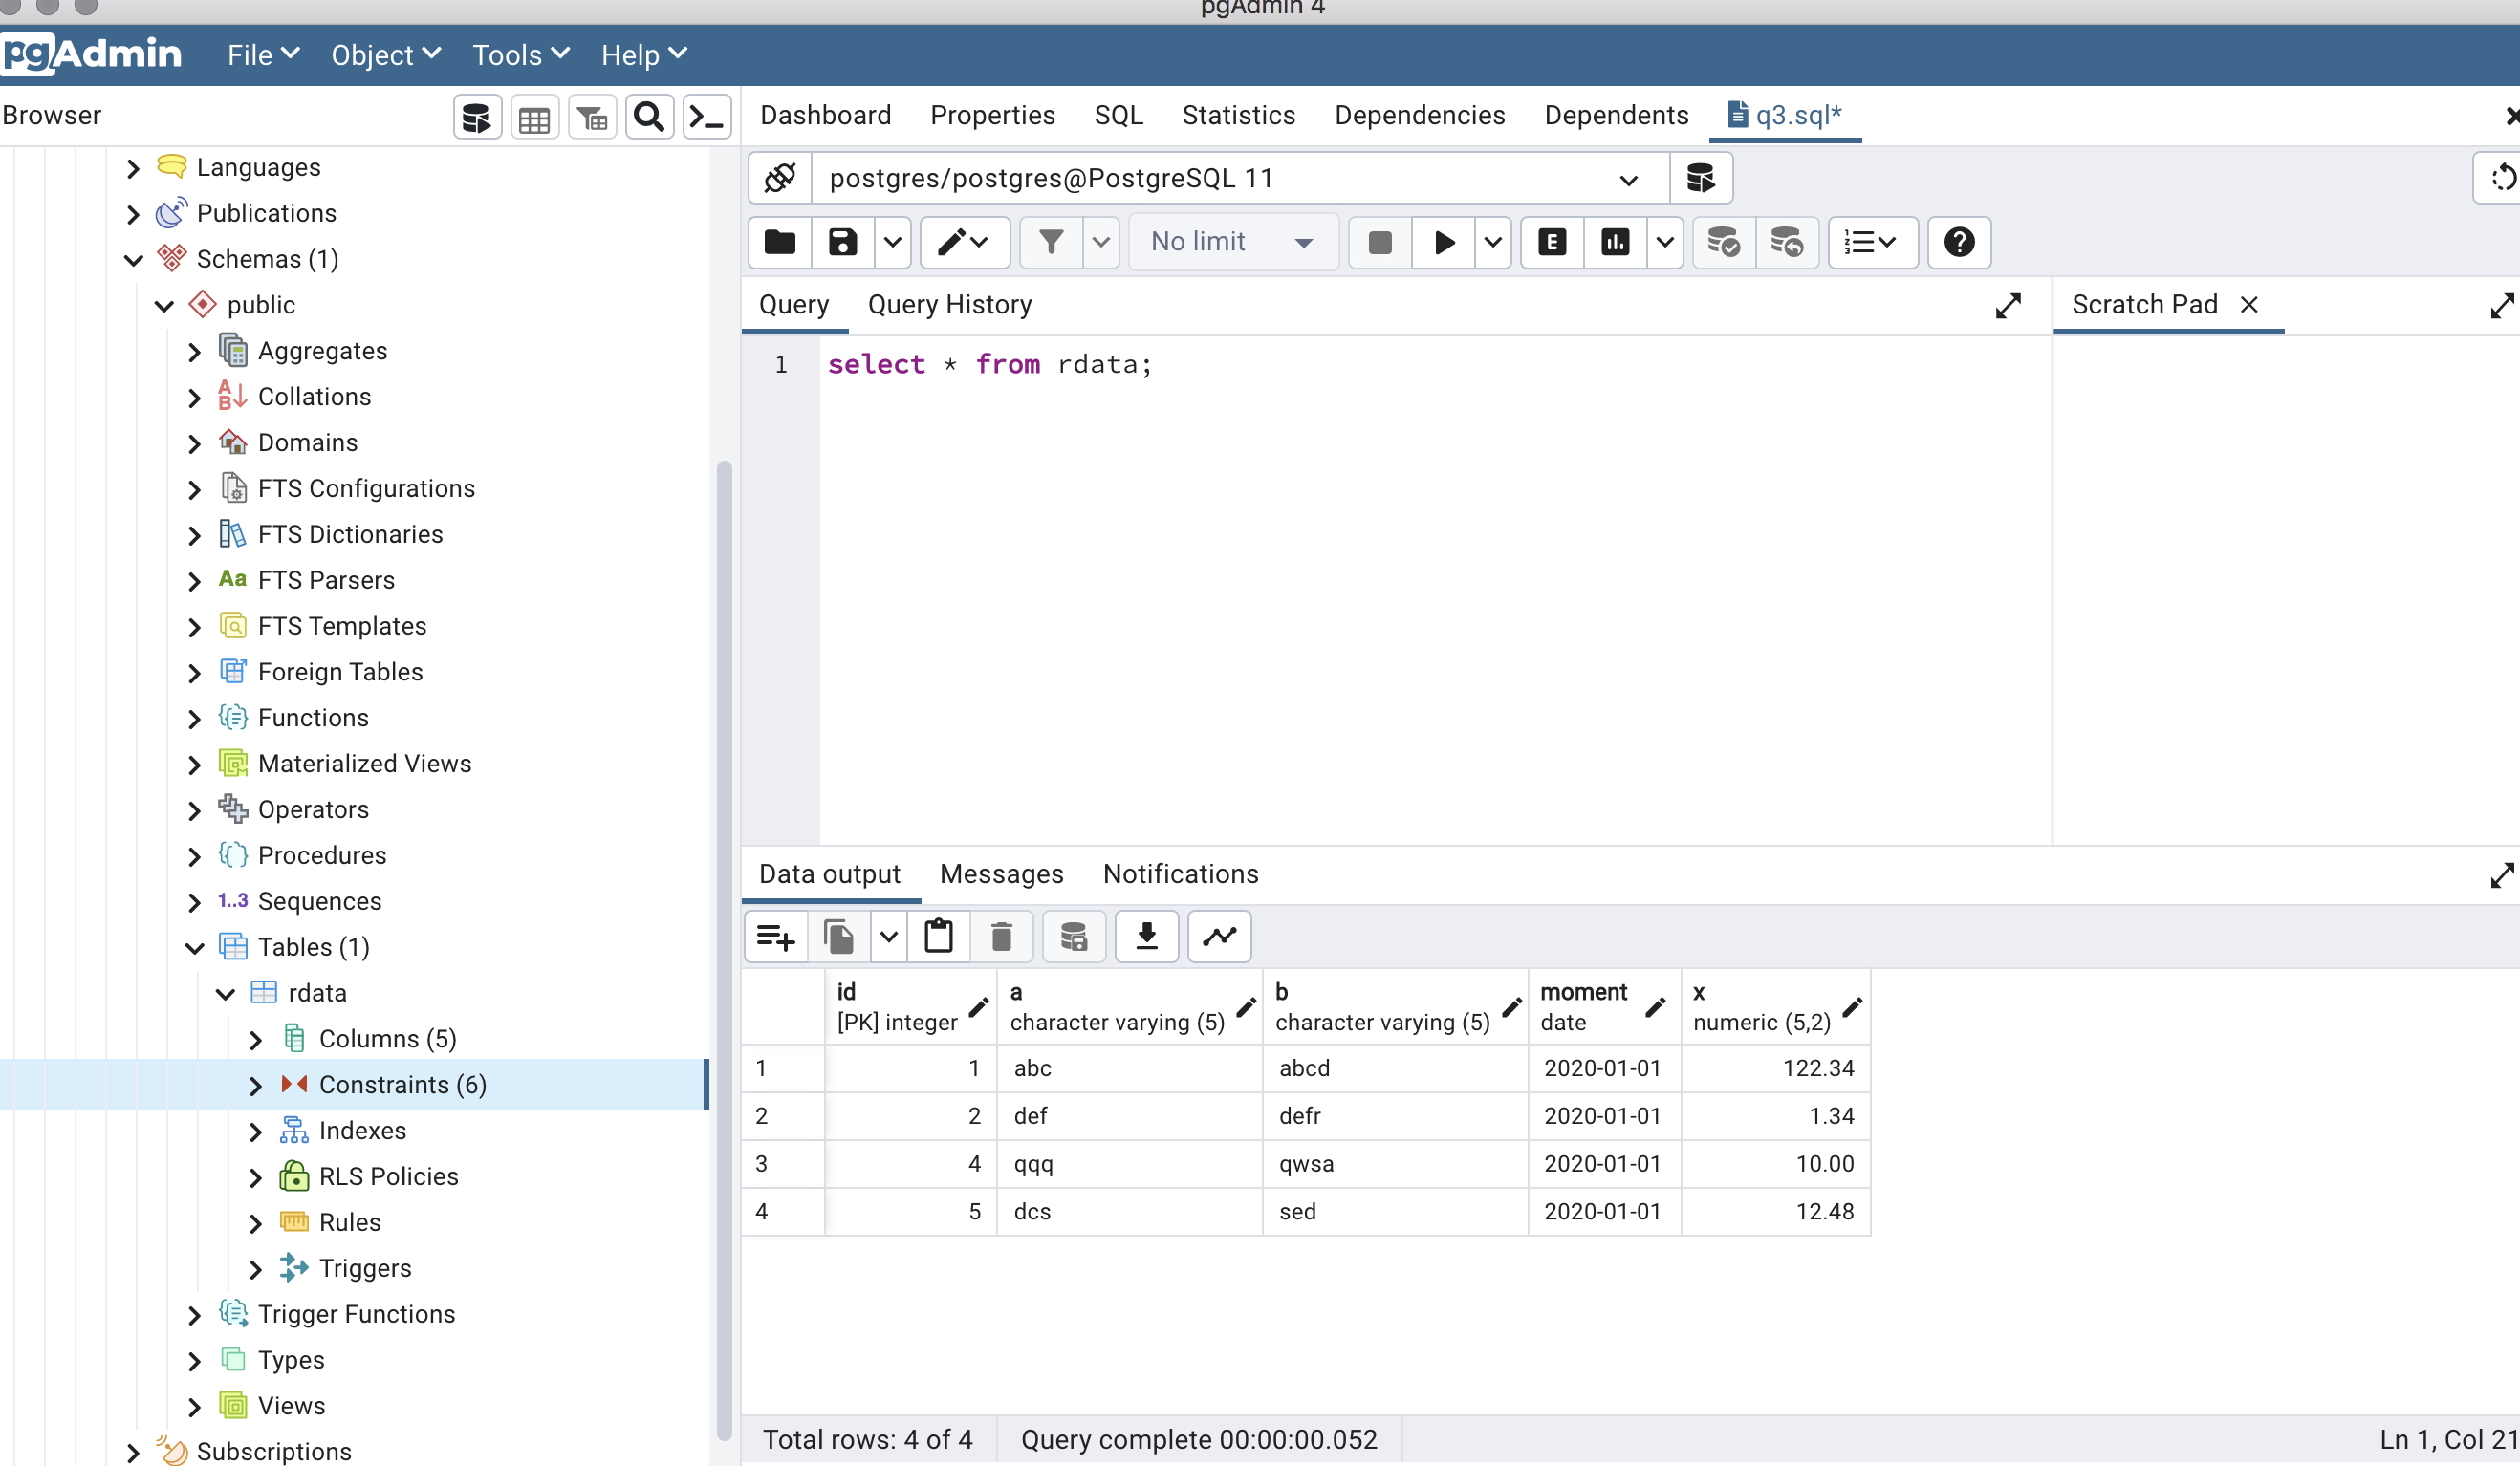 pgAdmin 4
pgAdmin File Object Tools Help
Browser
Dashboard Properties SQL Statistics Dependencies Dependents q3.sql*
Languages
Publications
Schemas (1)
public
Aggregates
Collations
Domains
FTS Configurations
FTS Dictionaries
Aa FTS Parsers
FTS Templates
Foreign Tables
Functions
Materialized Views
Operators
Procedures
1..3 Sequences
Tables (1)
rdata
Columns (5)
Constraints (6)
Indexes
RLS Policies
Rules
Triggers
Trigger Functions
Types
Views
Subscriptions
postgres/postgres@PostgreSQL 11
No limit
E
Query Query History
Scratch Pad
1 select * from rdata;
Data output Messages Notifications
id a b moment x
[PK] integer character varying (5) character varying (5) date numeric (5,2)
1 1 abc abcd 2020-01-01 122.34
2 2 def defr 2020-01-01 1.34
3 4 qqq qwsa 2020-01-01 10.00
4 5 dcs sed 2020-01-01 12.48
Total rows: 4 of 4 Query complete 00:00:00.052 Ln 1, Col 21